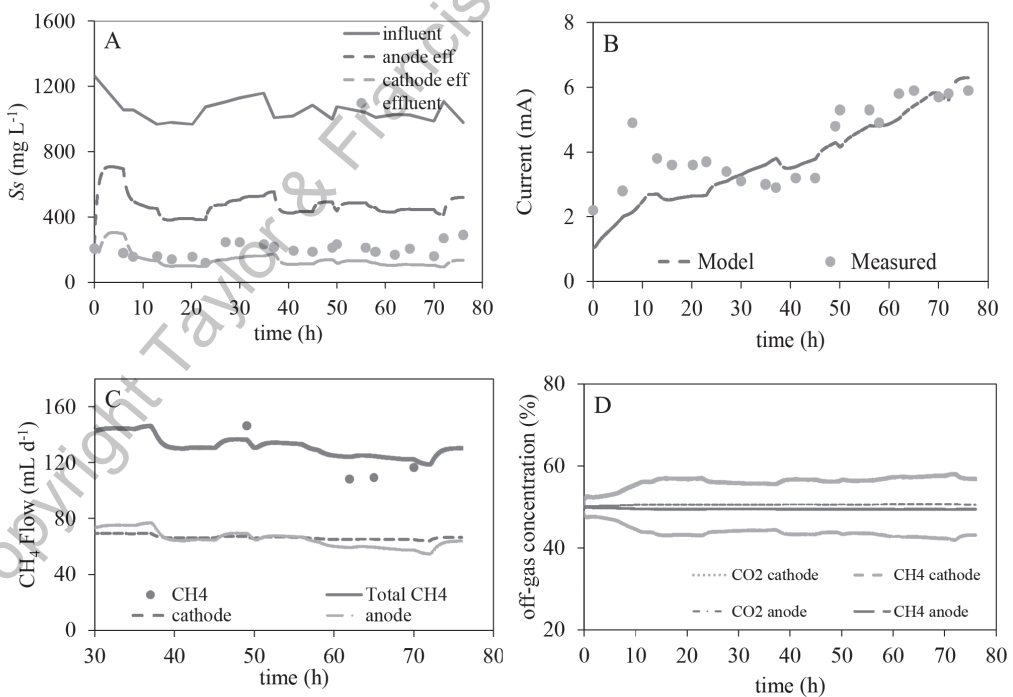 A
1600
1200
800
400
0
Ss (mg L-1)
influent
anode eff
cathode eff
effluent
0 10 20 30 40 50 60 70 80
time (h)
B
8
6
4
2
0
Current (mA)
Model
Measured
0 10 20 30 40 50 60 70 80
time (h)
C
160
120
80
40
0
CH4 Flow (mL d-1)
CH4
Total CH4
cathode
anode
30 40 50 60 70 80
time (h)
D
80
60
40
20
off-gas concentration (%)
CO2 cathode
CH4 cathode
CO2 anode
CH4 anode
0 10 20 30 40 50 60 70 80
time (h)
opyright Taylor & Francis